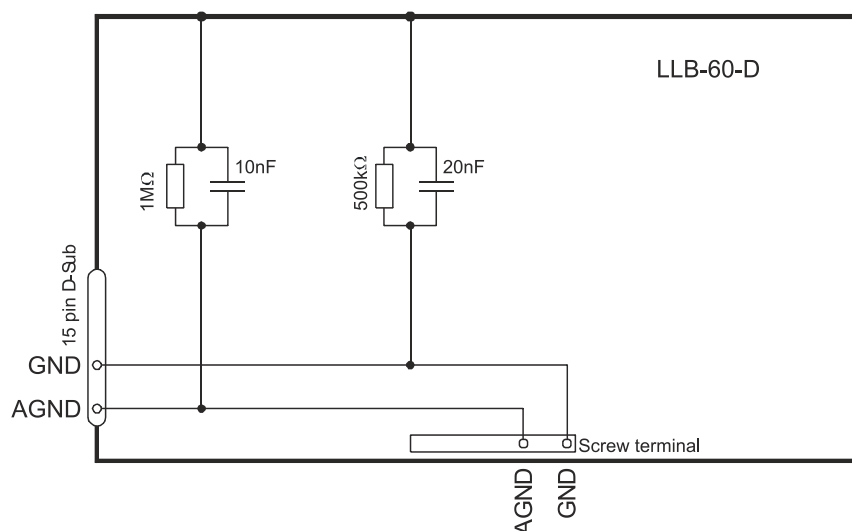 LLB-60-D
1MΩ
10nF
500kΩ
20nF
15 pin D-Sub
GND
AGND
Screw terminal
AGND
GND